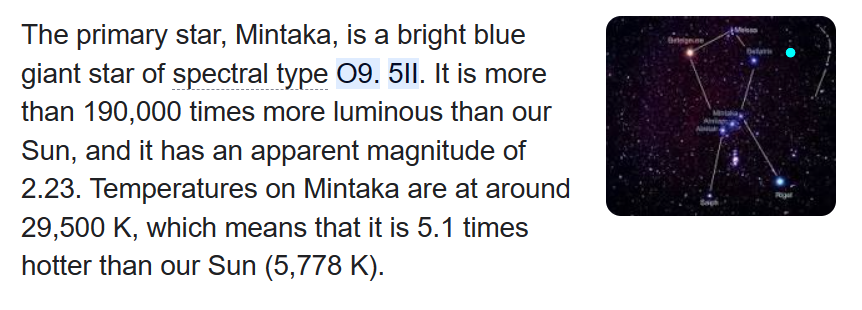 The primary star, Mintaka, is a bright blue
giant star of spectral type O9. 5II. It is more
than 190,000 times more luminous than our
Sun, and it has an apparent magnitude of
2.23. Temperatures on Mintaka are at around
29,500 K, which means that it is 5.1 times
hotter than our Sun (5,778 K).
Meissa
Betelgeuse
Bellatrix
Mintaka
Alnilam
Alnitak
Saiph
Rigel